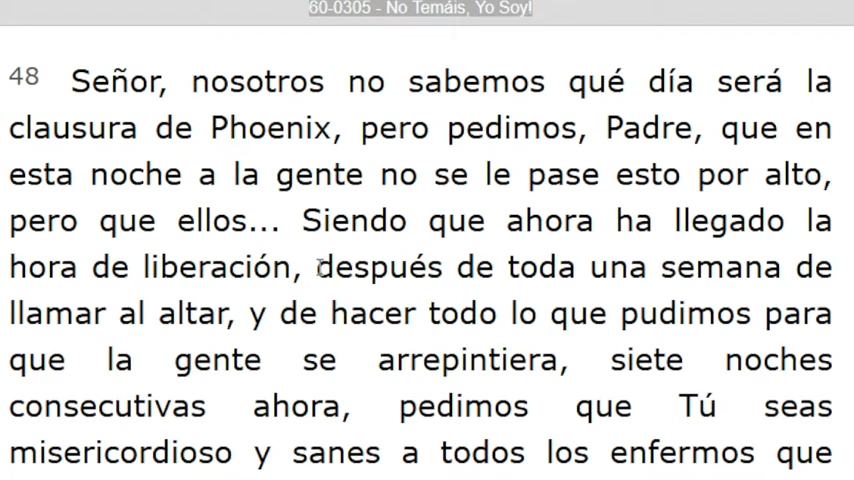 60-0305 - No Temáis, Yo Soy!
48 Señor, nosotros no sabemos qué día será la
clausura de Phoenix, pero pedimos, Padre, que en
esta noche a la gente no se le pase esto por alto,
pero que ellos... Siendo que ahora ha llegado la
hora de liberación, después de toda una semana de
llamar al altar, y de hacer todo lo que pudimos para
que la gente se arrepintiera, siete noches
consecutivas ahora, pedimos que Tú seas
misericordioso y sanes a todos los enfermos que